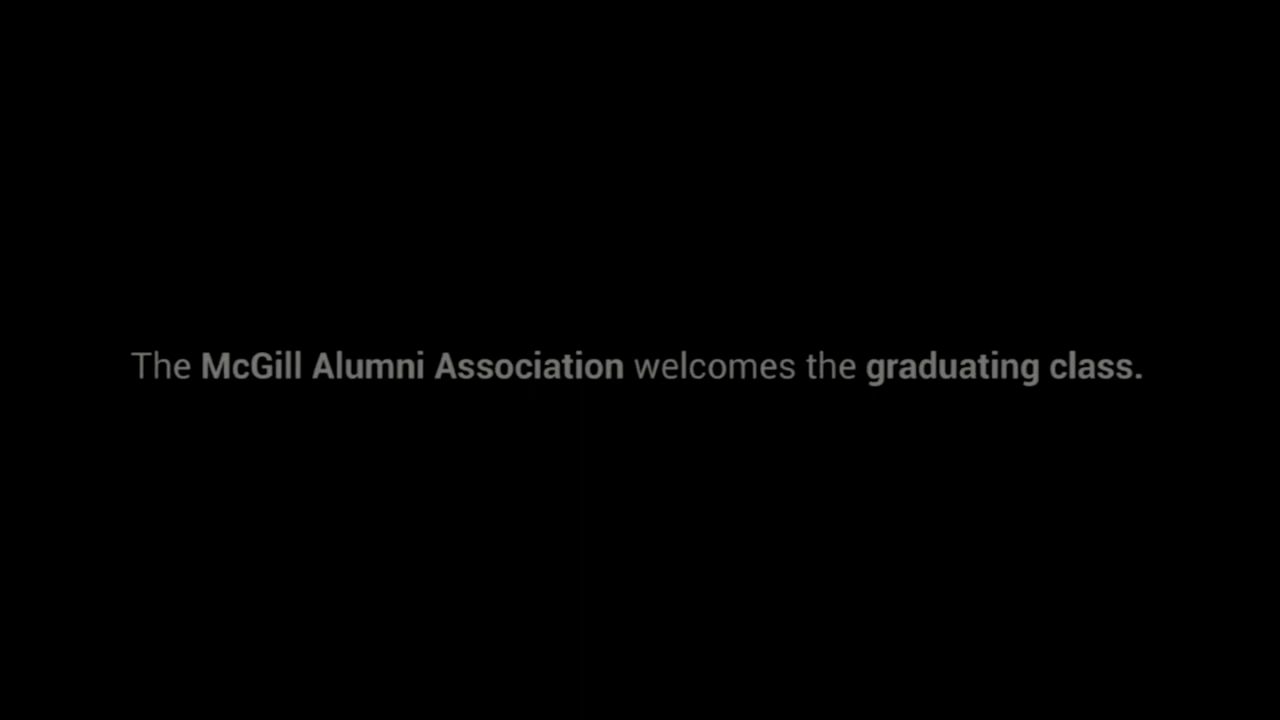 The McGill Alumni Association welcomes the graduating class.